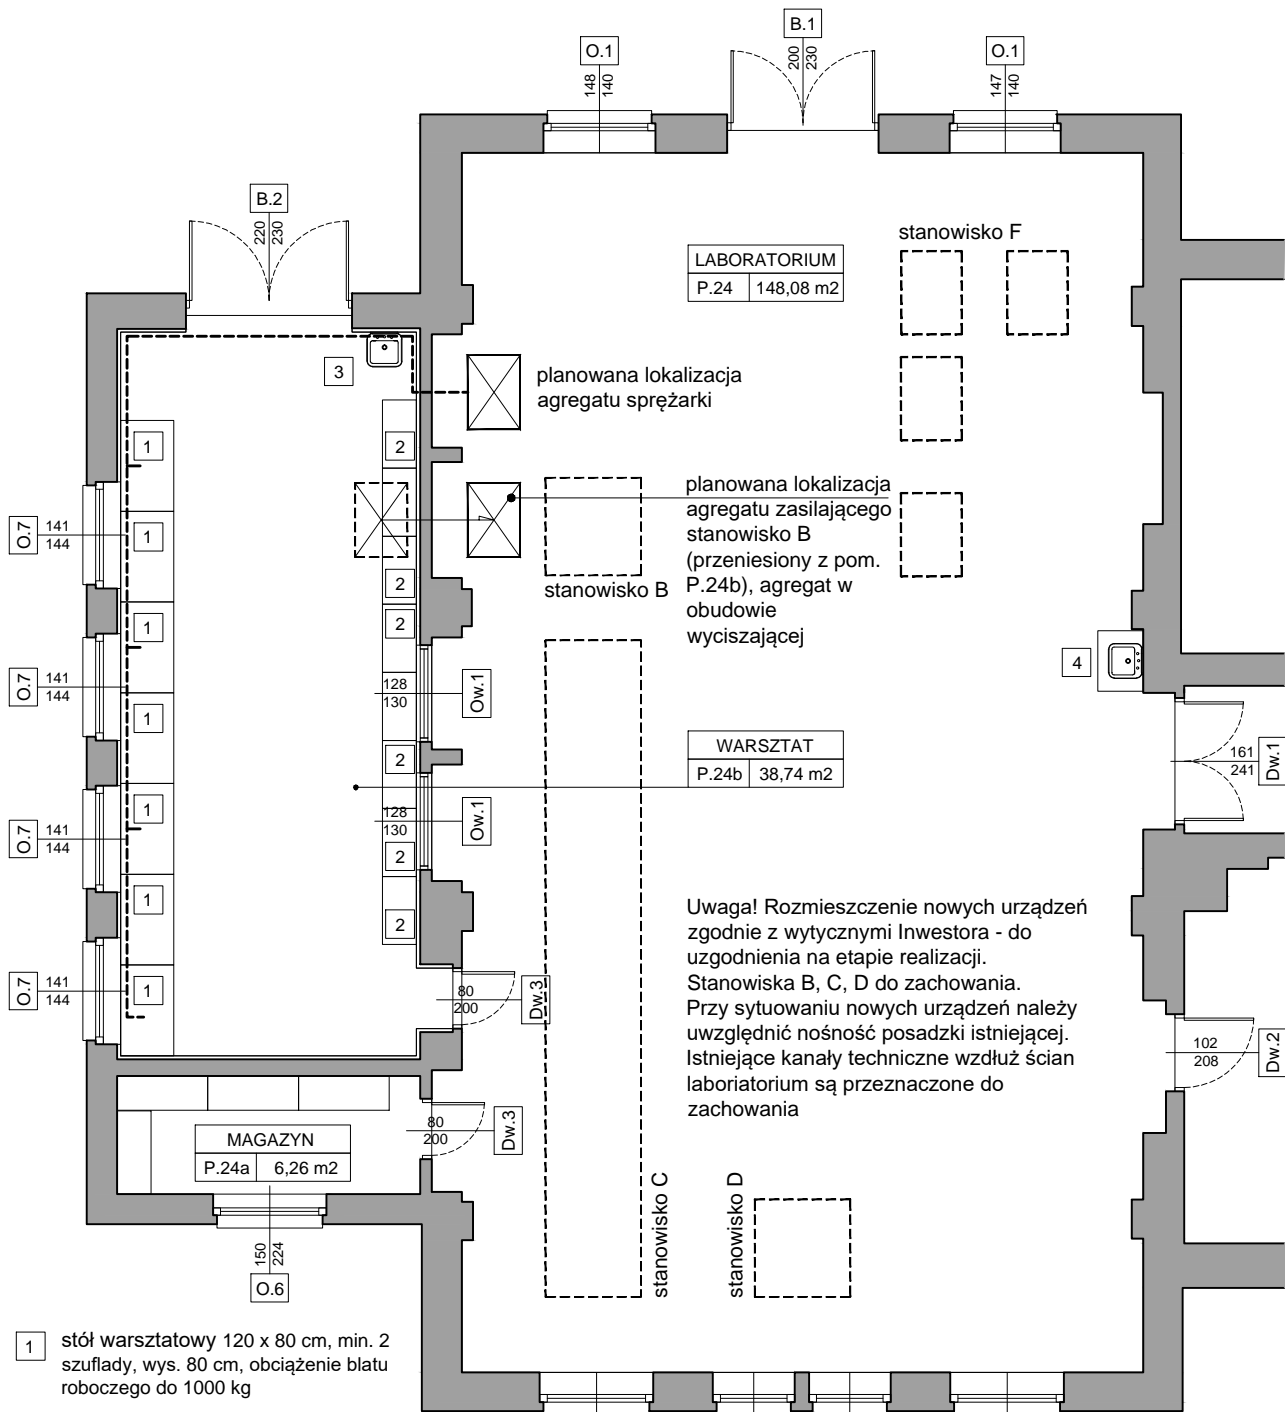 B.1
200
230
O.1
148
140
O.1
147
140
B.2
220
230
stanowisko F
LABORATORIUM
P.24 148,08 m2
3
planowana lokalizacja
agregatu sprężarki
1
2
planowana lokalizacja
agregatu zasilającego
stanowisko B
(przeniesiony z pom.
P.24b), agregat w
obudowie
wyciszającej
O.7
141
144
1
2
stanowisko B
1
2
4
O.7
141
144
128
130
Ow.1
1
WARSZTAT
P.24b 38,74 m2
2
161
241
Dw.1
1
128
130
Ow.1
O.7
141
144
2
1
2
Uwaga! Rozmieszczenie nowych urządzeń
zgodnie z wytycznymi Inwestora - do
uzgodnienia na etapie realizacji.
Stanowiska B, C, D do zachowania.
Przy sytuowaniu nowych urządzeń należy
uwzględnić nośność posadzki istniejącej.
Istniejące kanały techniczne wzdłuż ścian
laboriatorium są przeznaczone do
zachowania
O.7
141
144
1
80
200
Dw.3
102
208
Dw.2
80
200
Dw.3
MAGAZYN
P.24a 6,26 m2
stanowisko C
stanowisko D
150
224
O.6
1 stół warsztatowy 120 x 80 cm, min. 2
szuflady, wys. 80 cm, obciążenie blatu
roboczego do 1000 kg